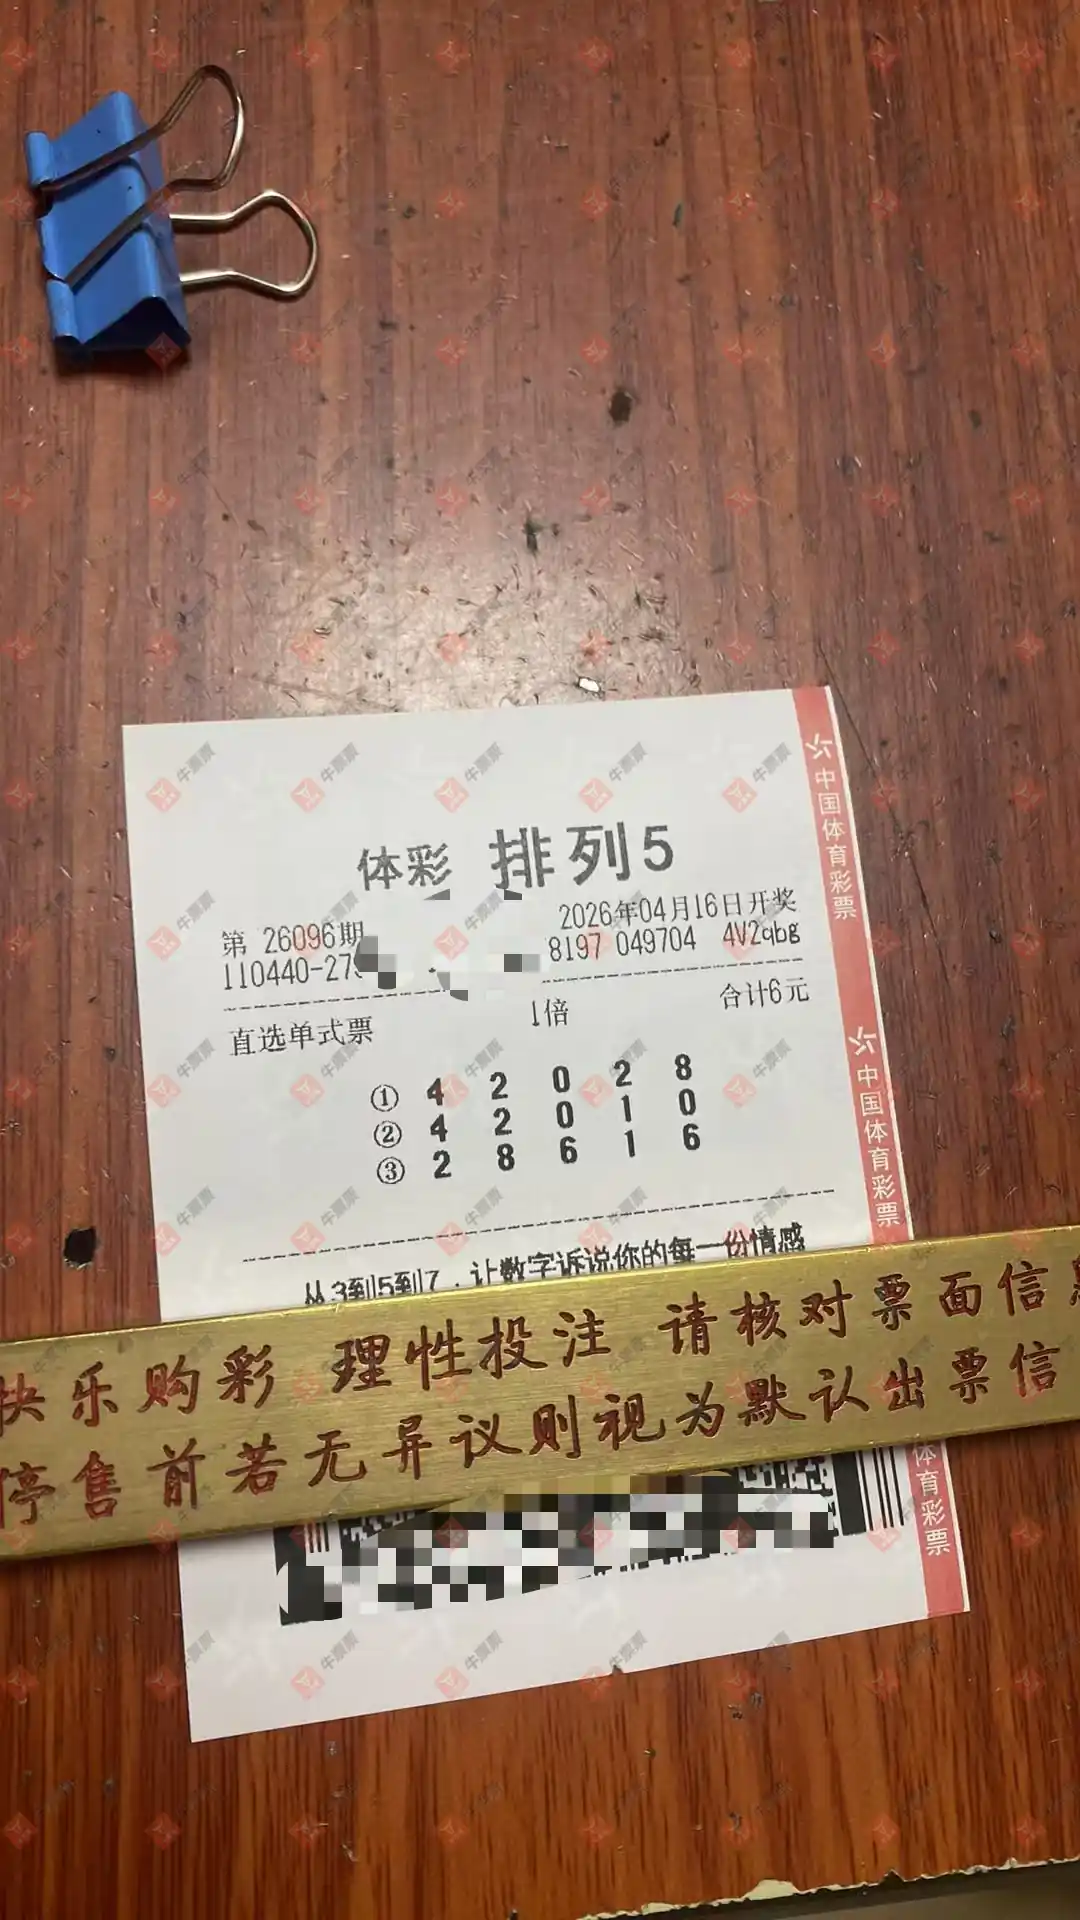 体彩 排列5
第 26096期
2026年04月16日开奖
110440-27
8197 049704 4V2qbg
直选单式票
1倍
合计6元
① 4 2 0 2 8
② 4 2 0 1 0
③ 2 8 6 1 6
从3到5到7，让数字诉说你的每一份情感
快乐购彩 理性投注 请核对票面信息
停售前若无异议则视为默认出票信
中国体育彩票
中国体育彩票
体育彩票
牛票票